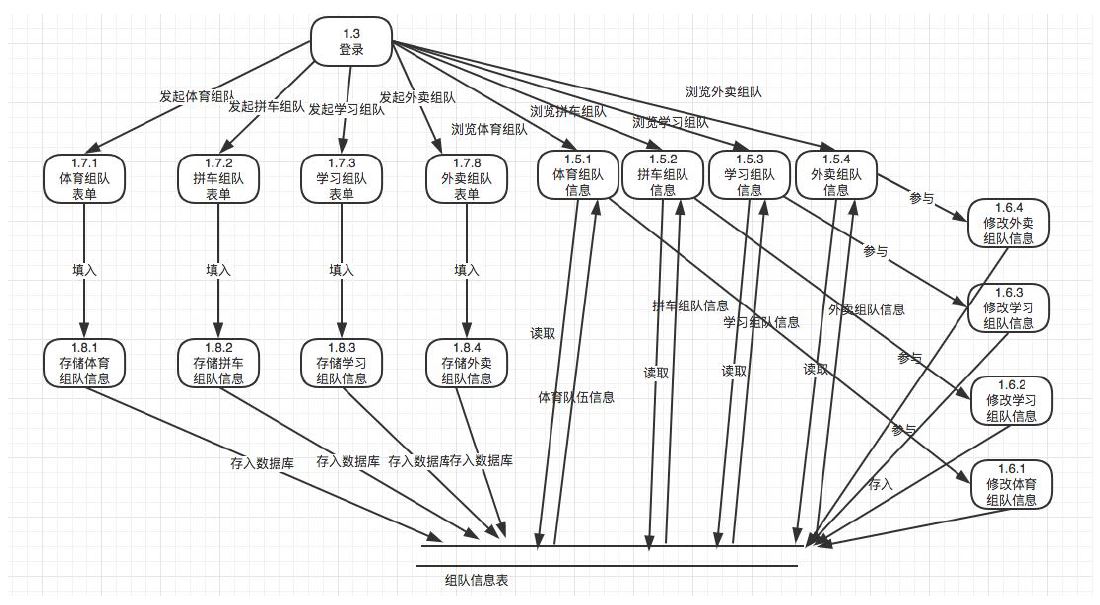 1.3
登录
浏览外卖组队
发起体育组队
发起拼车组队
发起学习组队
发起外卖组队
浏览体育组队
浏览拼车组队
浏览学习组队
1.7.1
体育组队
表单
1.7.2
拼车组队
表单
1.7.3
学习组队
表单
1.7.8
外卖组队
表单
1.5.1
体育组队
信息
1.5.2
拼车组队
信息
1.5.3
学习组队
信息
1.5.4
外卖组队
信息
参与
1.6.4
修改外卖
组队信息
参与
填入
填入
填入
填入
1.6.3
修改学习
组队信息
拼车组队信息
学习组队信息
外卖组队信息
读取
1.8.1
存储体育
组队信息
1.8.2
存储拼车
组队信息
1.8.3
存储学习
组队信息
1.8.4
存储外卖
组队信息
参与
读取
读取
读取
1.6.2
修改学习
组队信息
体育队伍信息
参与
存入数据库
存入数据库
存入数据库
存入数据库
存入
1.6.1
修改体育
组队信息
组队信息表